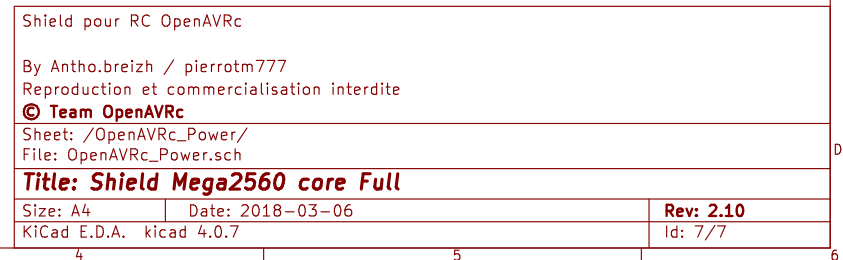 Shield pour RC OpenAVRc
By Antho.breizh / pierrotm777
Reproduction et commercialisation interdite
© Team OpenAVRc
Sheet: /OpenAVRc_Power/
File: OpenAVRc_Power.sch
D
Title: Shield Mega2560 core Full
Size: A4 Date: 2018-03-06 Rev: 2.10
KiCad E.D.A. kicad 4.0.7 Id: 7/7
4 5 6